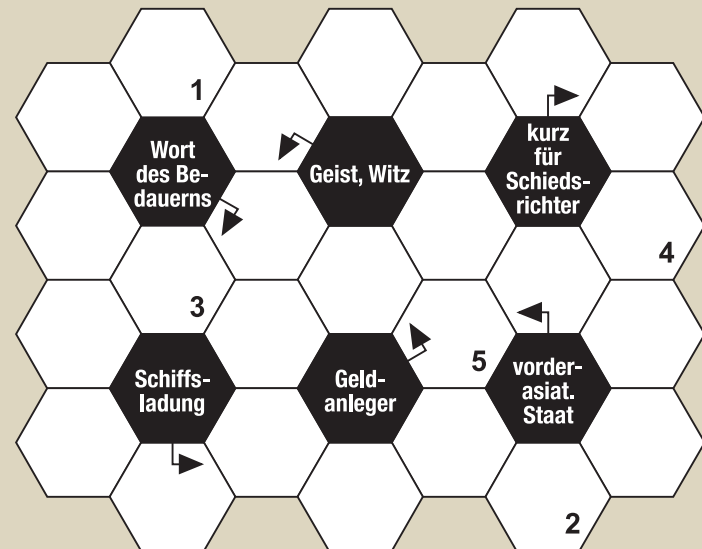 1
Wort
des Be-
dauerns
Geist, Witz
kurz
für
Schieds-
richter
4
3
5
Schiffs-
ladung
Geld-
anleger
vorder-
asiat.
Staat
2